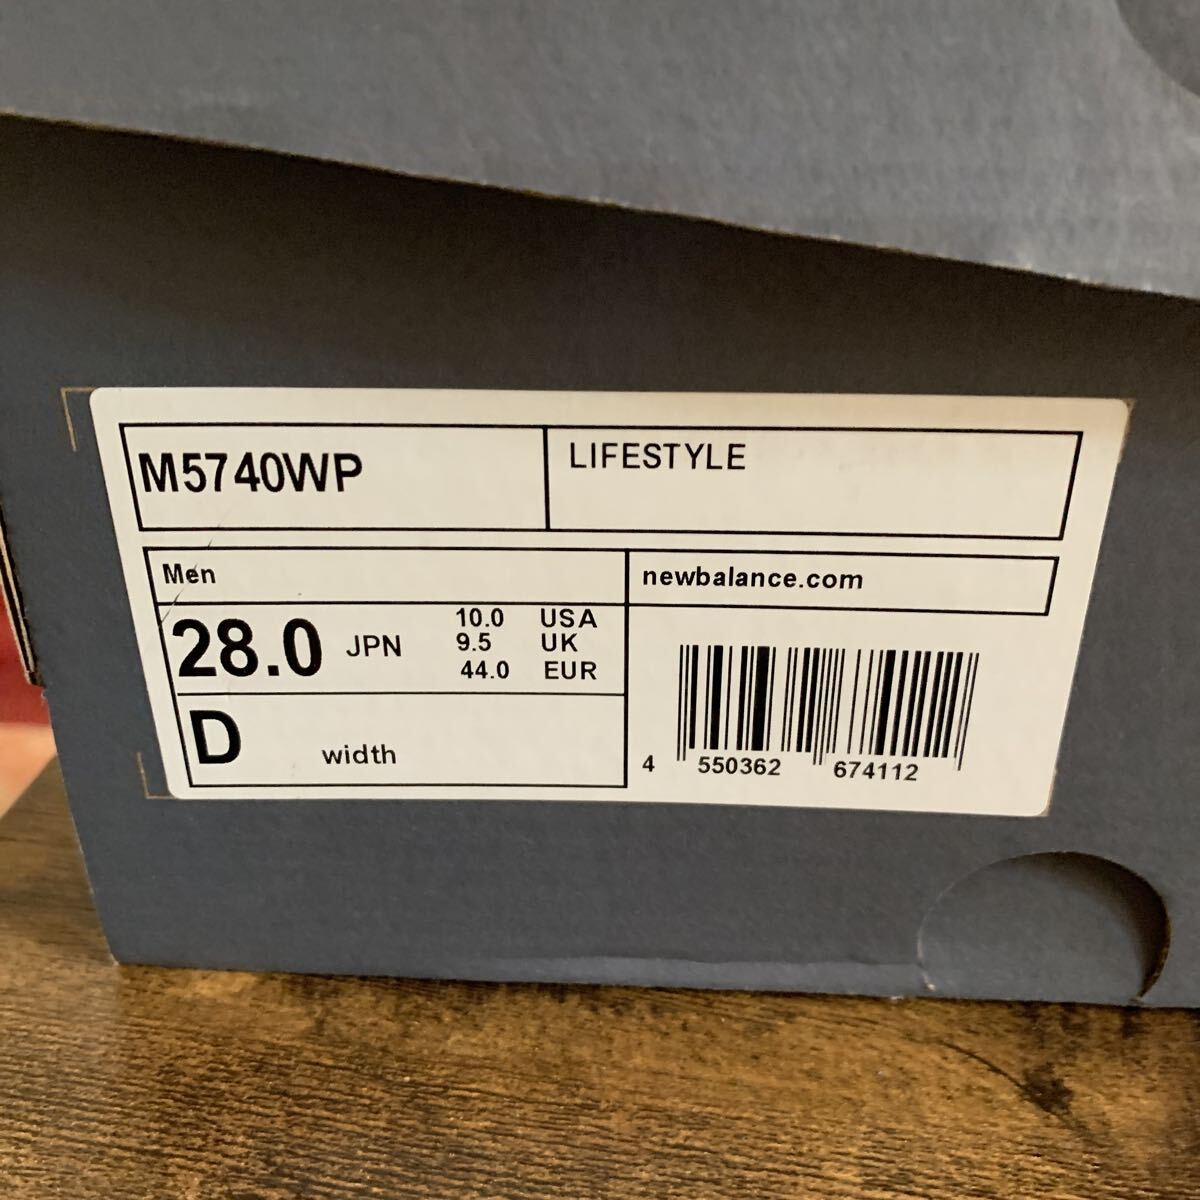 M5740WP
LIFESTYLE
Men
newbalance.com
28.0 JPN
10.0 USA
9.5 UK
44.0 EUR
D width
4 550362 674112